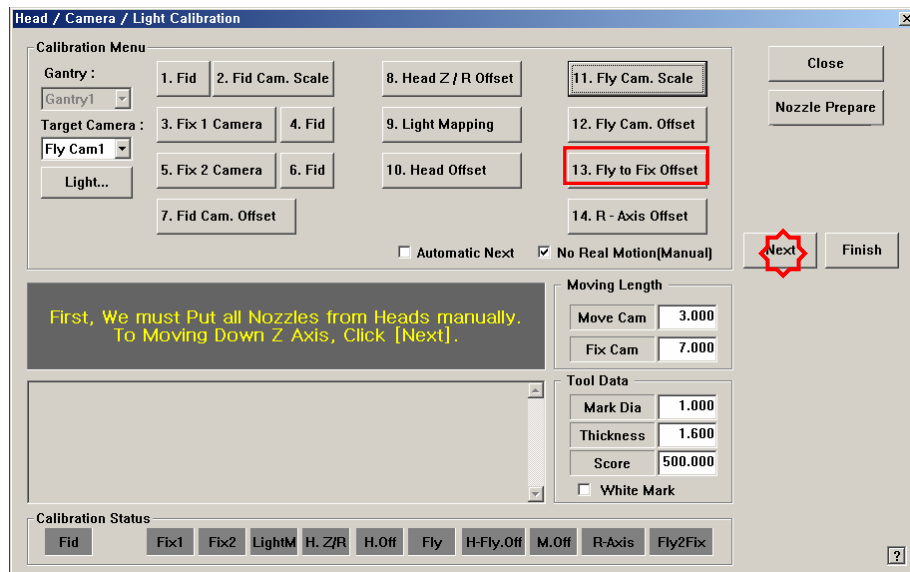 Head / Camera / Light Calibration
Calibration Menu
Gantry :
Gantry1
Target Camera :
Fly Cam1
Light...
1. Fid
2. Fid Cam. Scale
3. Fix 1 Camera
4. Fid
5. Fix 2 Camera
6. Fid
7. Fid Cam. Offset
8. Head Z / R Offset
9. Light Mapping
10. Head Offset
11. Fly Cam. Scale
12. Fly Cam. Offset
13. Fly to Fix Offset
14. R - Axis Offset
Automatic Next
No Real Motion(Manual)
Close
Nozzle Prepare
Next
Finish
First, We must Put all Nozzles from Heads manually.
To Moving Down Z Axis, Click [Next].
Moving Length
Move Cam 3.000
Fix Cam 7.000
Tool Data
Mark Dia 1.000
Thickness 1.600
Score 500.000
White Mark
Calibration Status
Fid Fix1 Fix2 LightM H. Z/R H.Off Fly H-Fly.Off M.Off R-Axis Fly2Fix
?